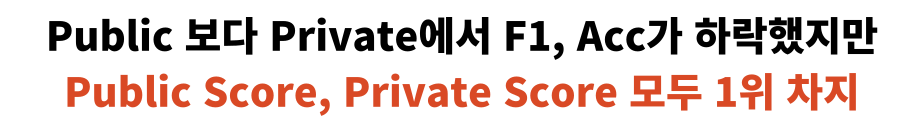 Public 보다 Private에서 F1, Acc가 하락했지만
Public Score, Private Score 모두 1위 차지